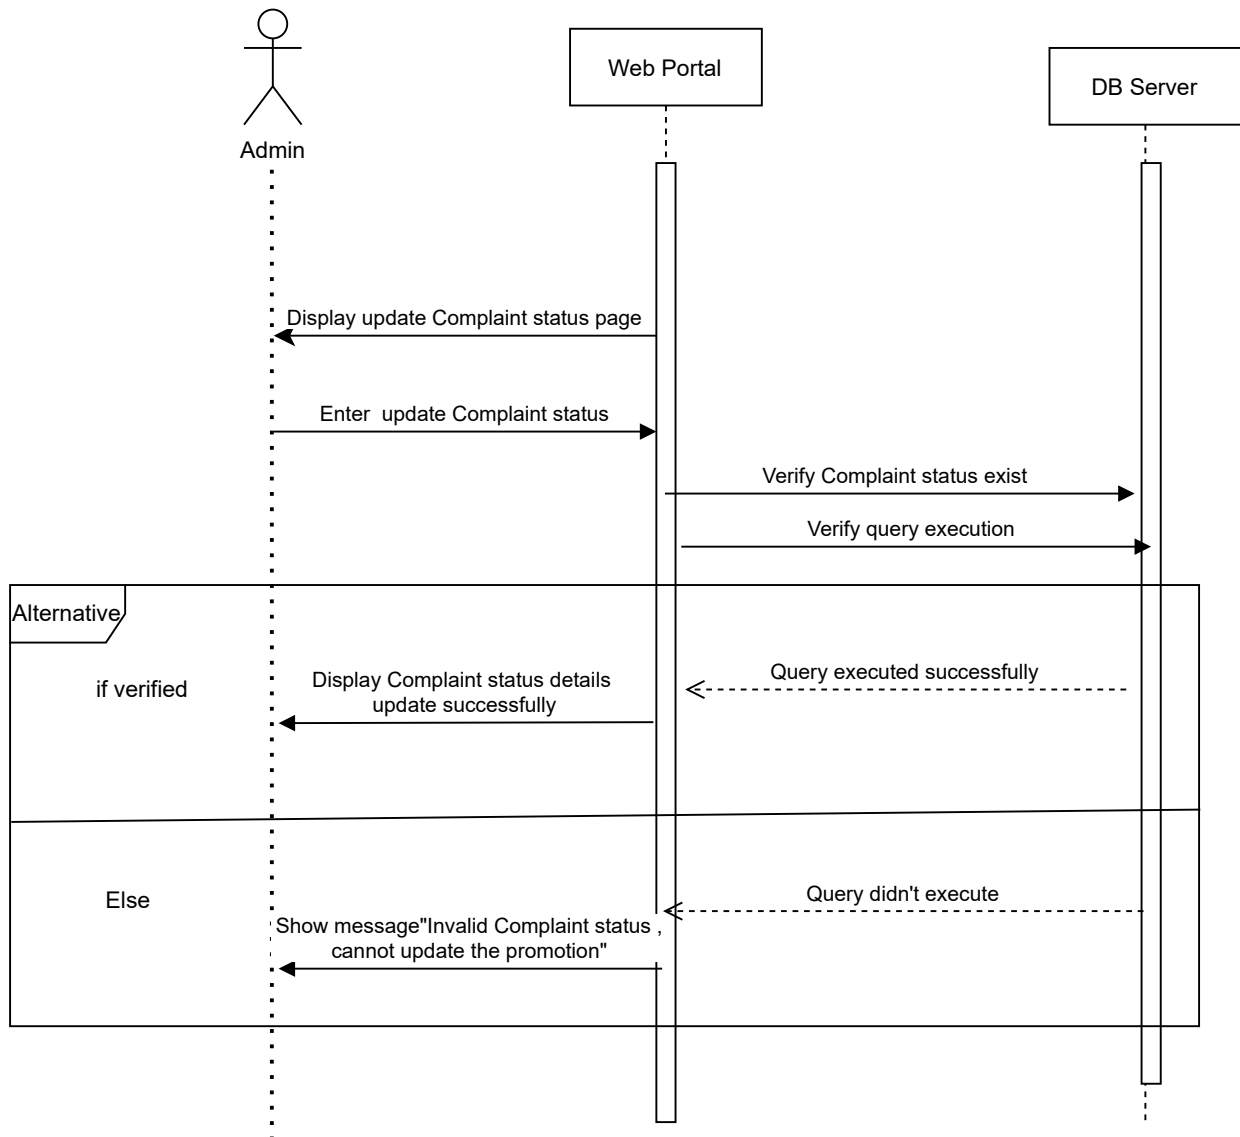 Web Portal
DB Server
Admin
Display update Complaint status page
Enter  update Complaint status
Verify Complaint status exist
Verify query execution
Alternative
if verified
Display Complaint status details
update successfully
Query executed successfully
Else
Query didn't execute
Show message"Invalid Complaint status ,
cannot update the promotion"